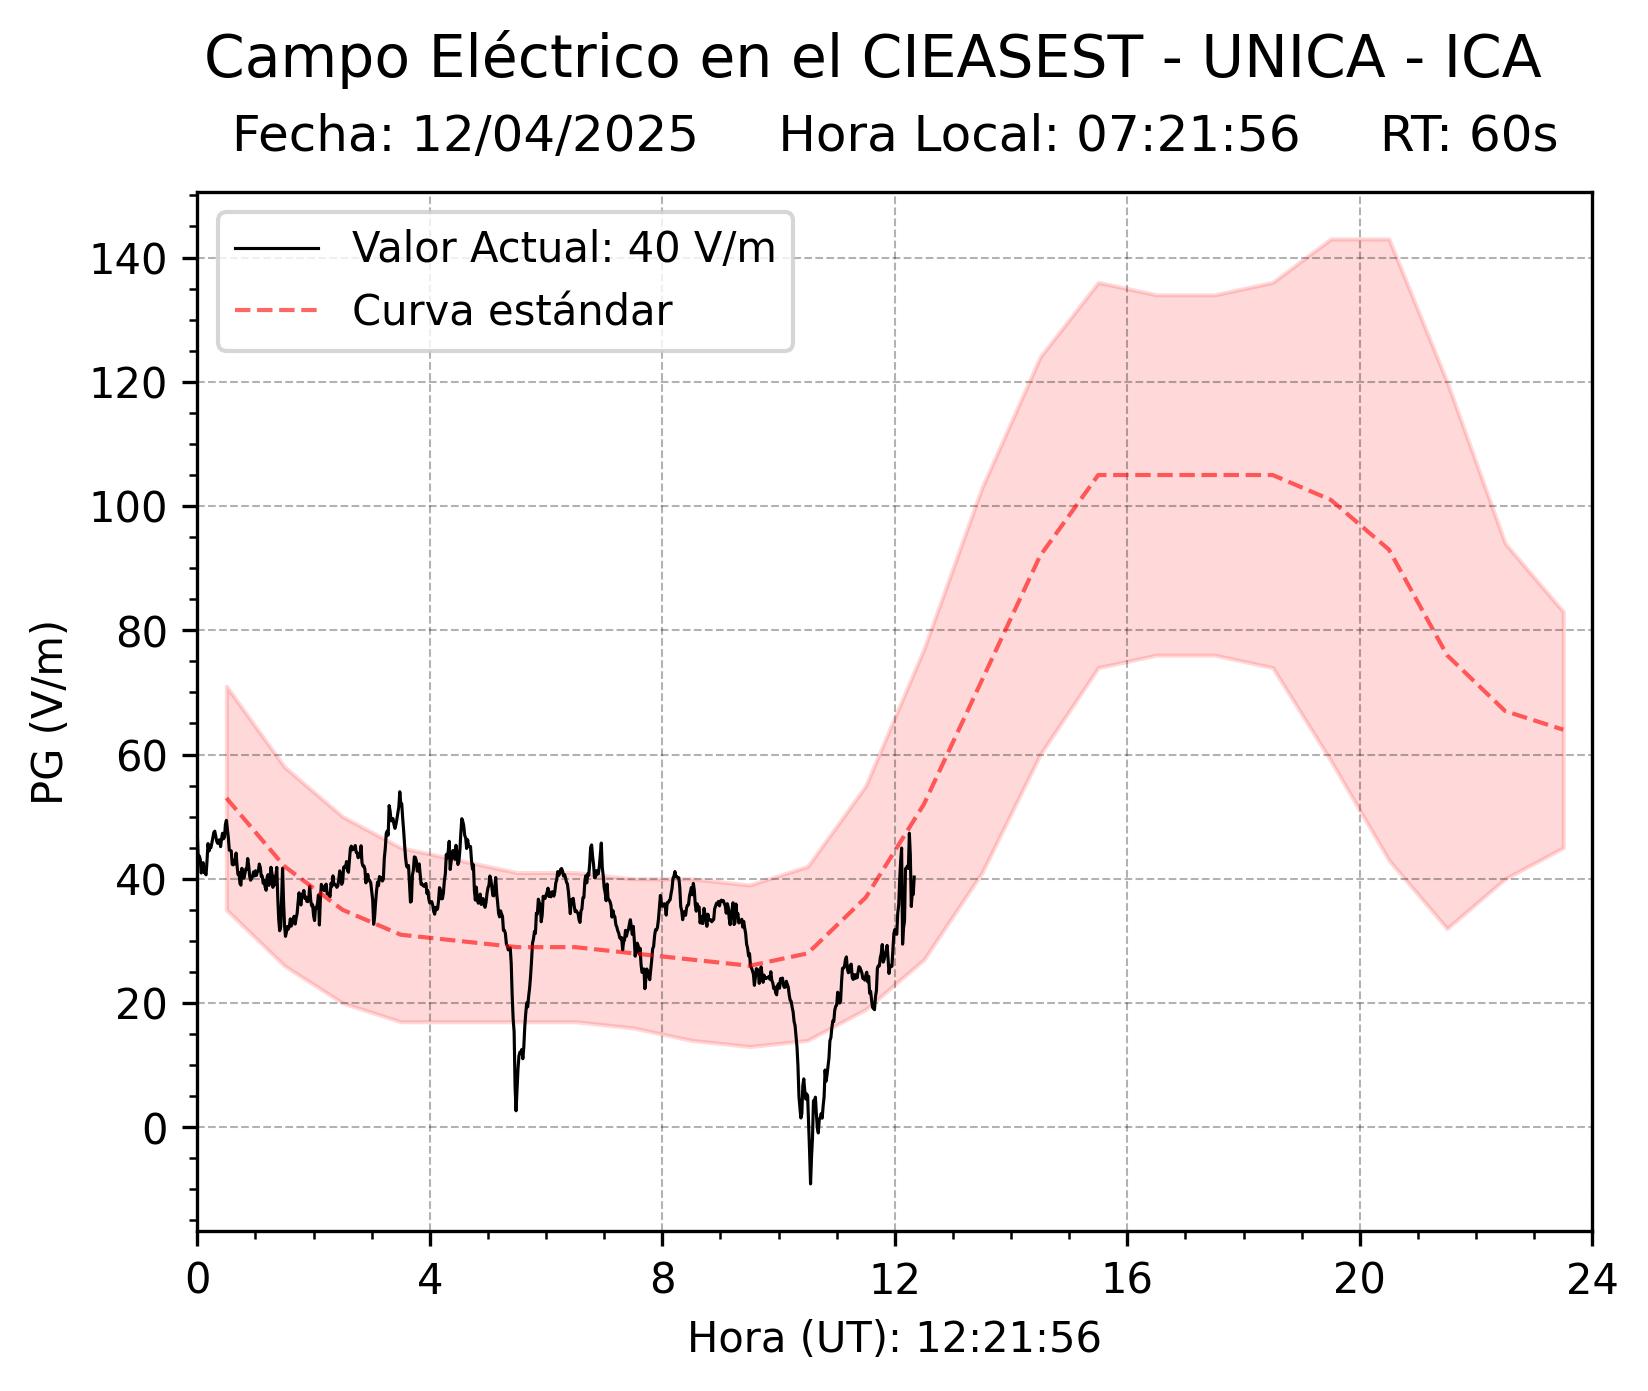 Campo Eléctrico en el CIEASEST - UNICA - ICA
Fecha: 12/04/2025 Hora Local: 07:21:56 RT: 60s
Valor Actual: 40 V/m
Curva estándar
140
120
100
80
60
40
20
0
PG (V/m)
0 4 8 12 16 20 24
Hora (UT): 12:21:56